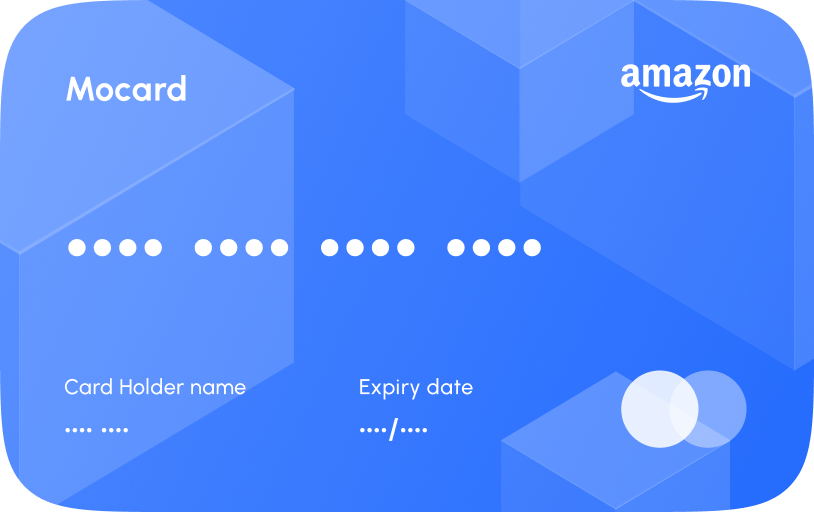 Mocard
amazon
•••• •••• •••• ••••
Card Holder name
•••• ••••
Expiry date
••••/••••